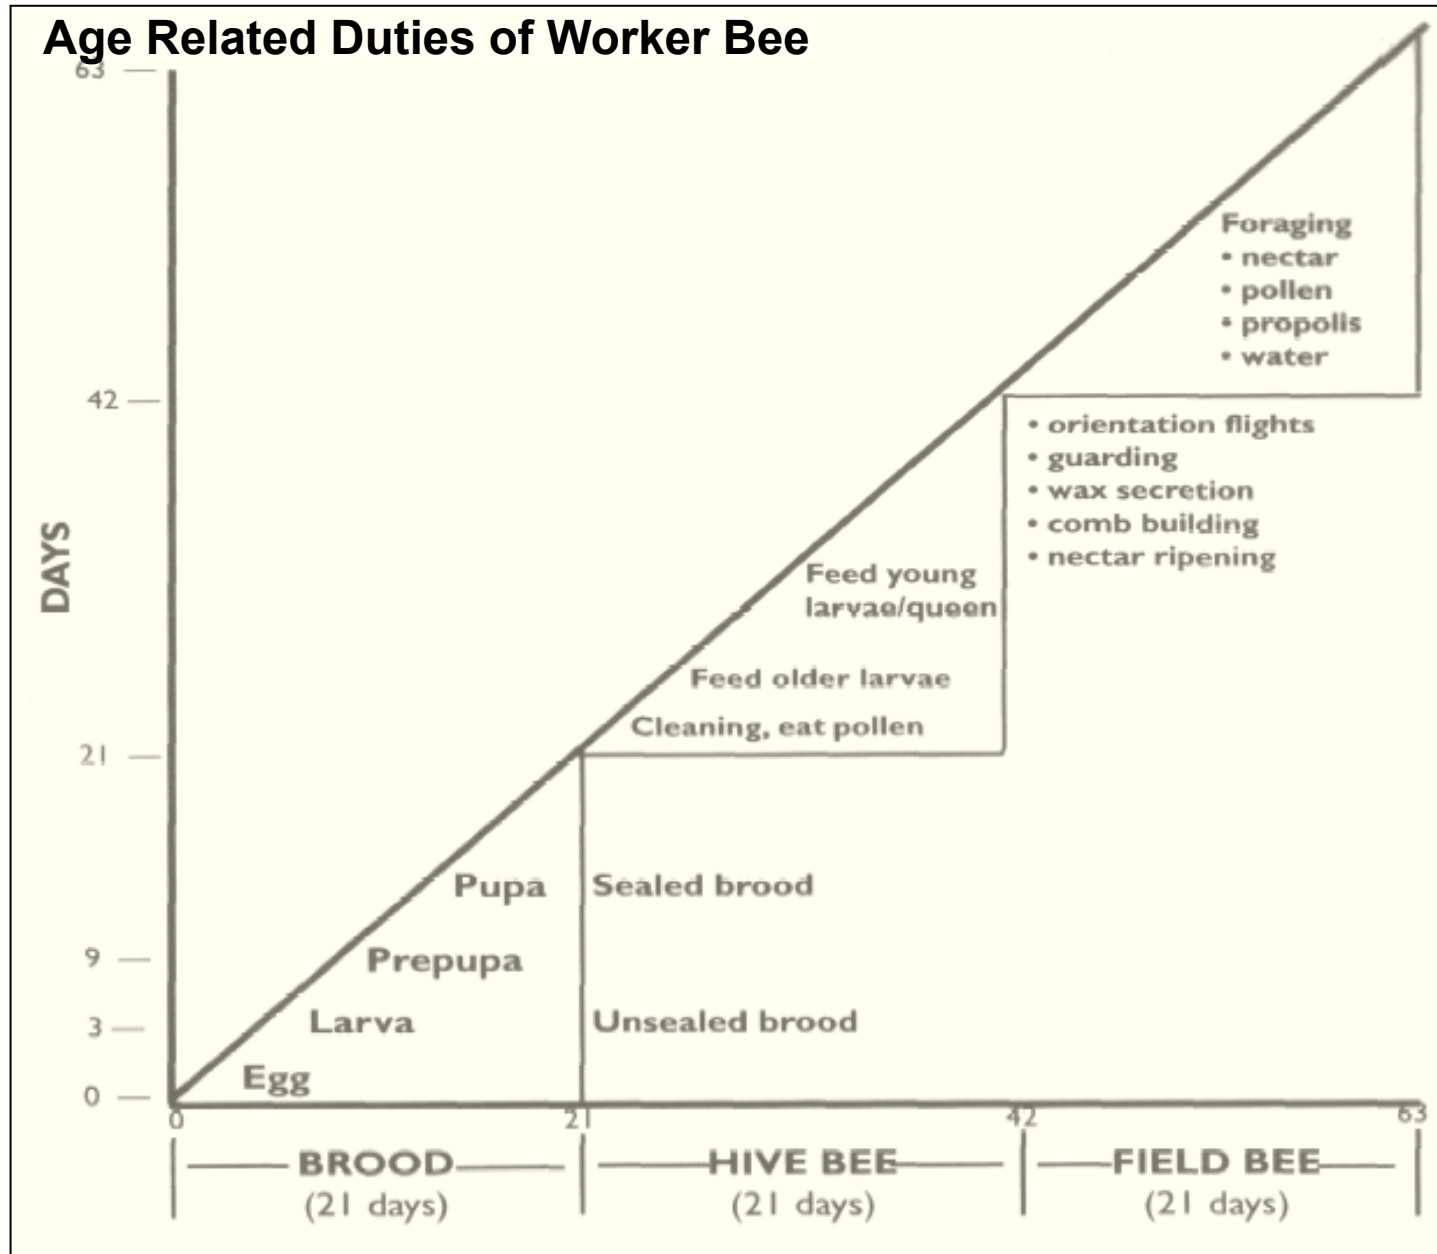 Age Related Duties of Worker Bee
63
Foraging
• nectar
• pollen
• propolis
• water
42
• orientation flights
• guarding
• wax secretion
• comb building
• nectar ripening
DAYS
Feed young
larvae/queen
Feed older larvae
Cleaning, eat pollen
21
Pupa
Sealed brood
9
Prepupa
3
Larva
Unsealed brood
0
Egg
0 21 42 63
BROOD HIVE BEE FIELD BEE
(21 days) (21 days) (21 days)